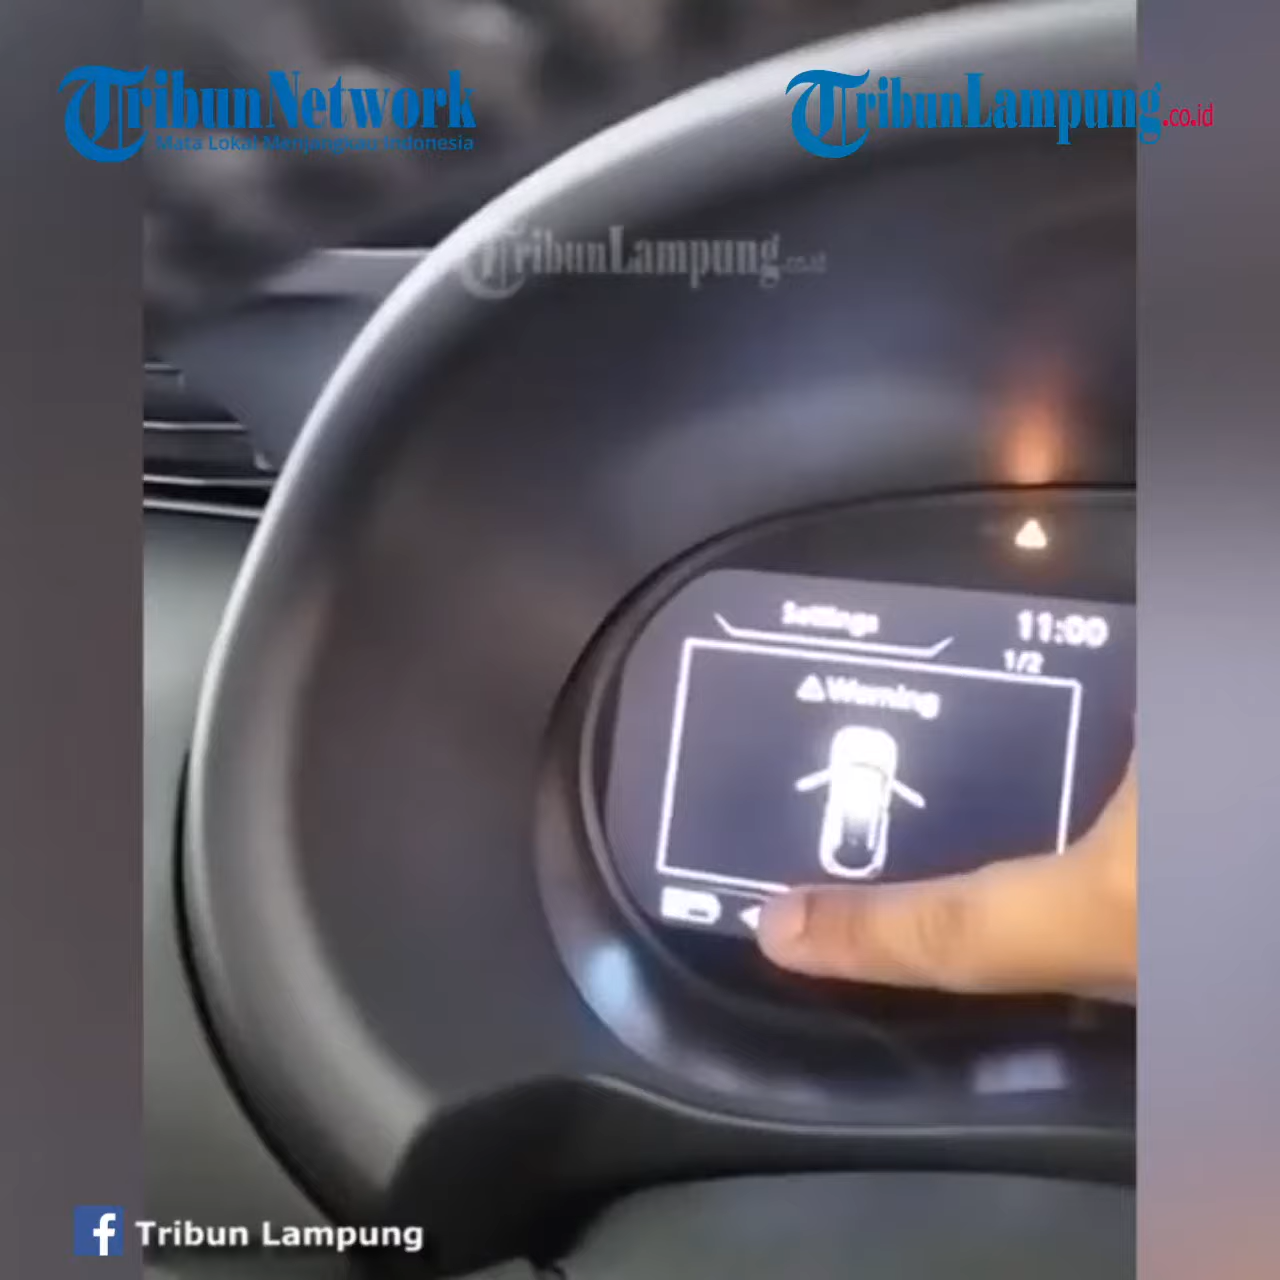 TribunNetwork
Mata Lokal Menjangkau Indonesia
TribunLampung.co.id
TribunLampung.co.id
Settings
11:00
1/2
Warning
f Tribun Lampung